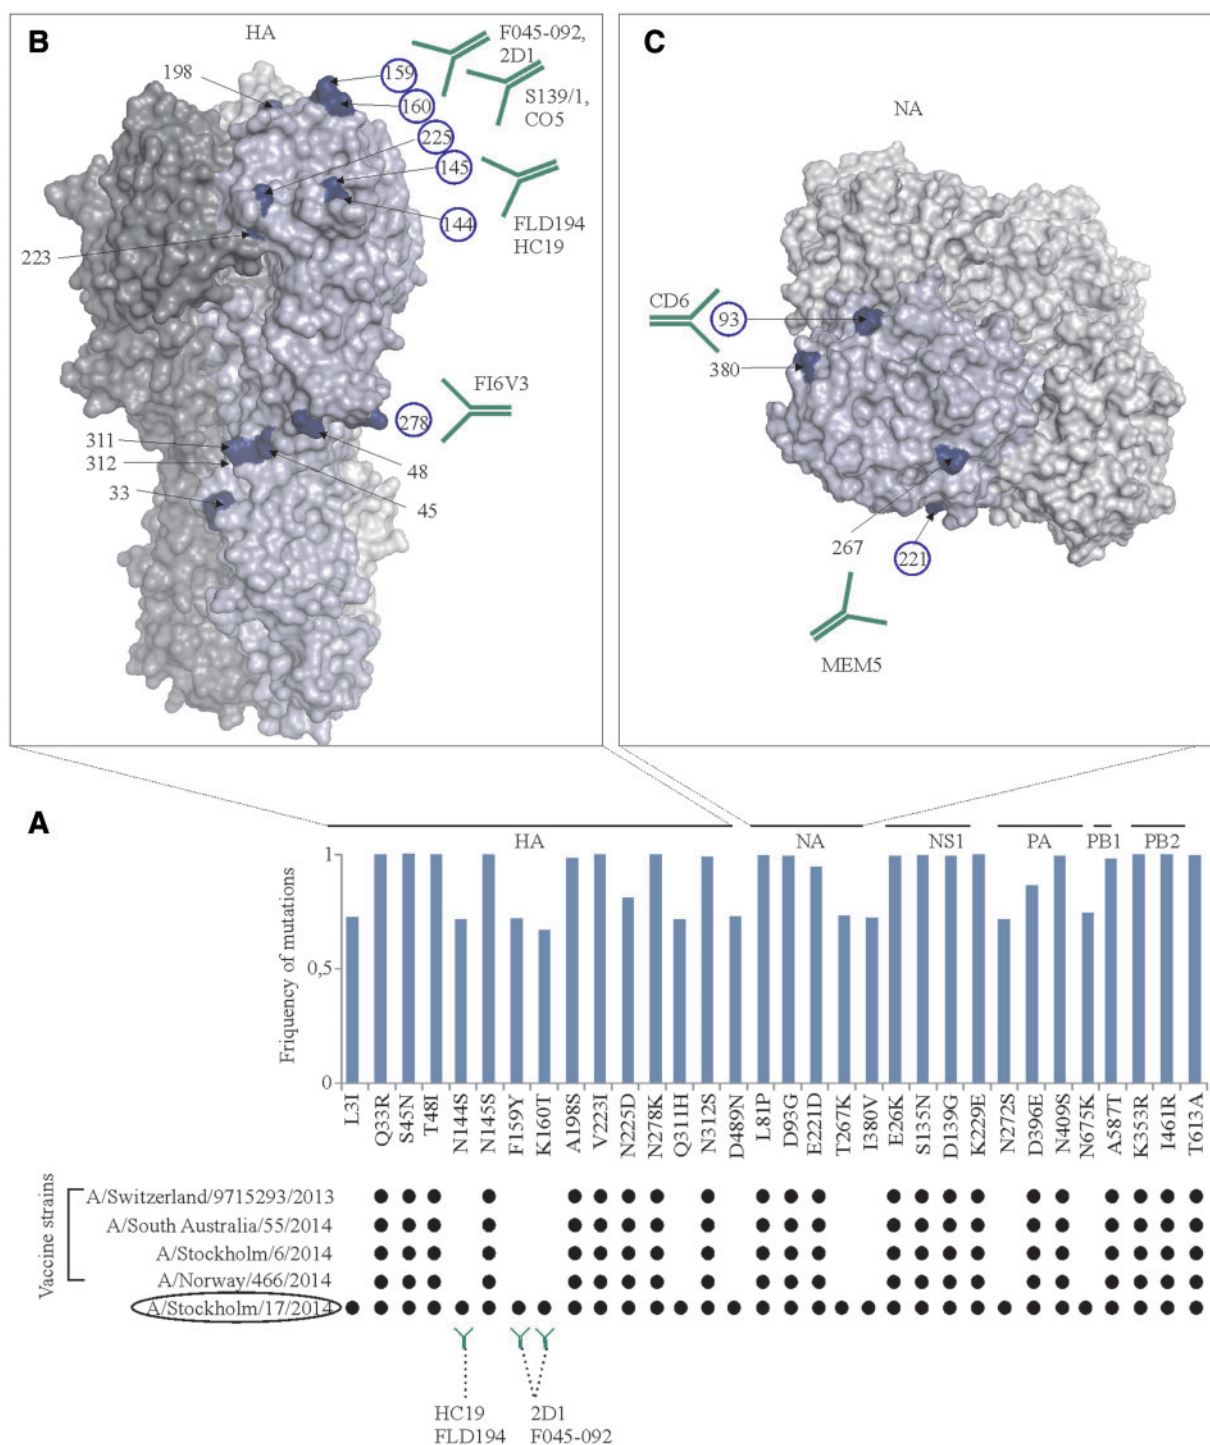 B
HA
F045-092,
2D1
159
198
S139/1,
CO5
160
225
145
144
FLD194
HC19
223
FI6V3
278
311
312
48
33
45
C
NA
CD6
93
380
267
221
MEM5
A
HA
NA
NS1
PA
PB1
PB2
Friquency of mutations
1
0,5
0
L3I
Q33R
S45N
T48I
N144S
N145S
F159Y
K160T
A198S
V223I
N225D
N278K
Q311H
N312S
D489N
L81P
D93G
E221D
T267K
I380V
E26K
S135N
D139G
K229E
N272S
D396E
N409S
N675K
A587T
K353R
I461R
T613A
Vaccine strains
A/Switzerland/9715293/2013
A/South Australia/55/2014
A/Stockholm/6/2014
A/Norway/466/2014
A/Stockholm/17/2014
HC19
FLD194
2D1
F045-092